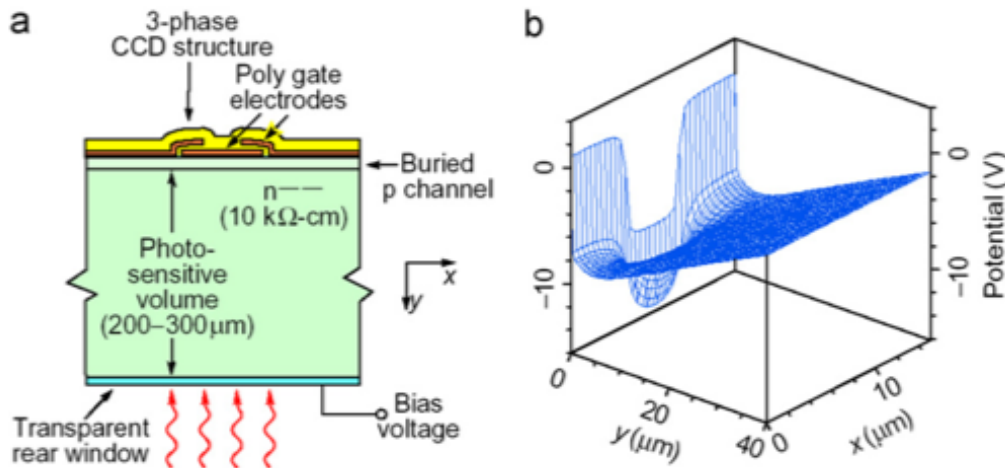 a
3-phase
CCD structure
Poly gate
electrodes
Buried
p channel
n— —
(10 kΩ-cm)
Photo-
sensitive
volume
(200–300μm)
x
y
Transparent
rear window
Bias
voltage
b
0
−10
0
−10
Potential (V)
0
20
40
y (μm)
0
10
x (μm)